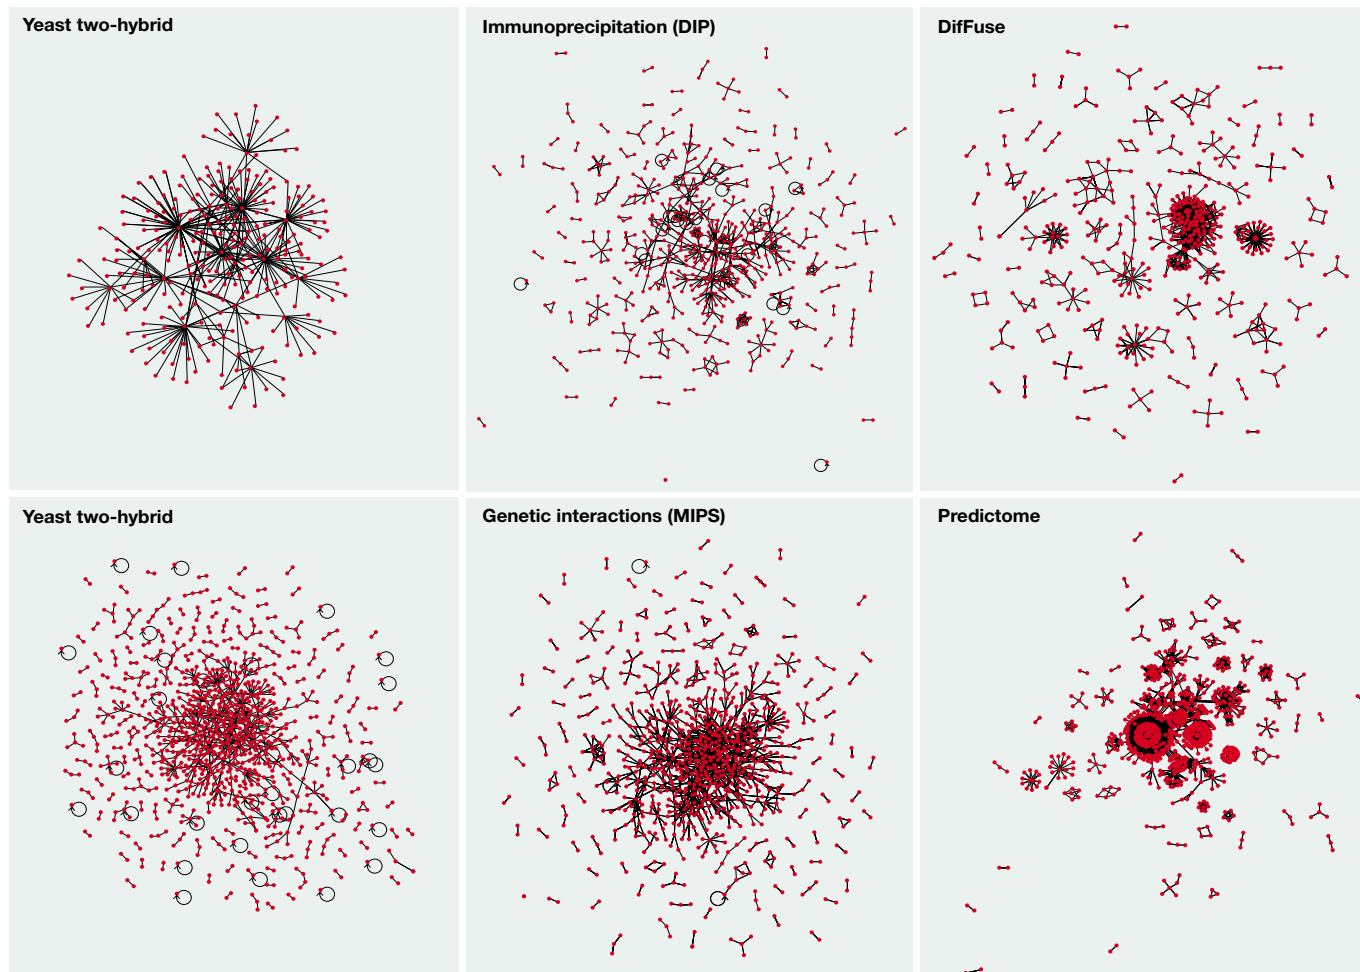 Yeast two-hybrid
Immunoprecipitation (DIP)
DifFuse
Yeast two-hybrid
Genetic interactions (MIPS)
Predictome